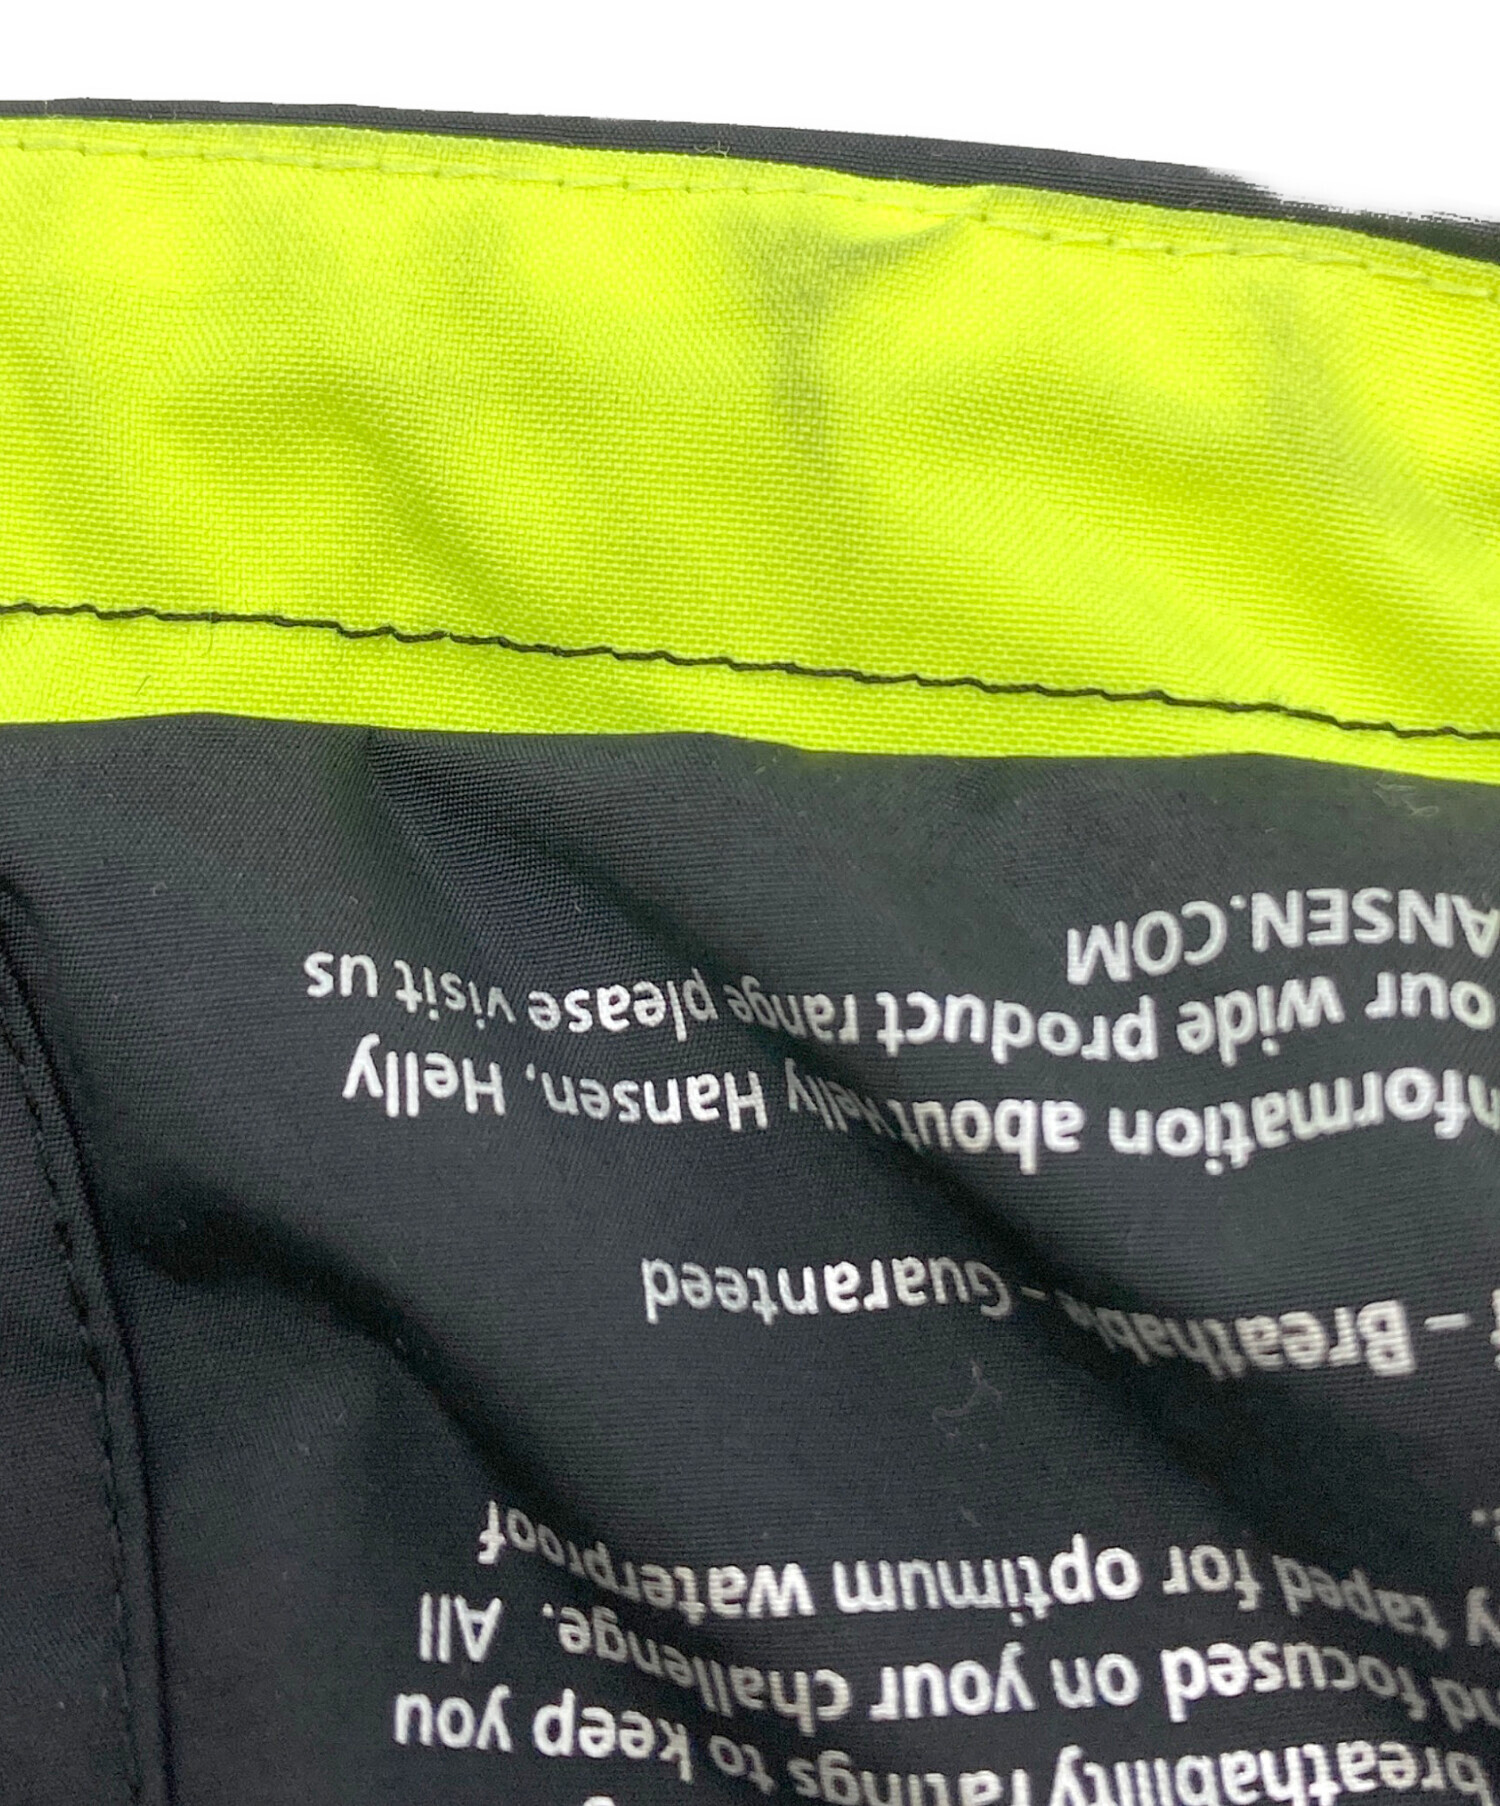 breathability ratings to keep you
focused on your challenge. All
taped for optimum waterproof
- Breathable - Guaranteed
information about Helly Hansen, Helly
our wide product range please visit us
ANSEN.COM